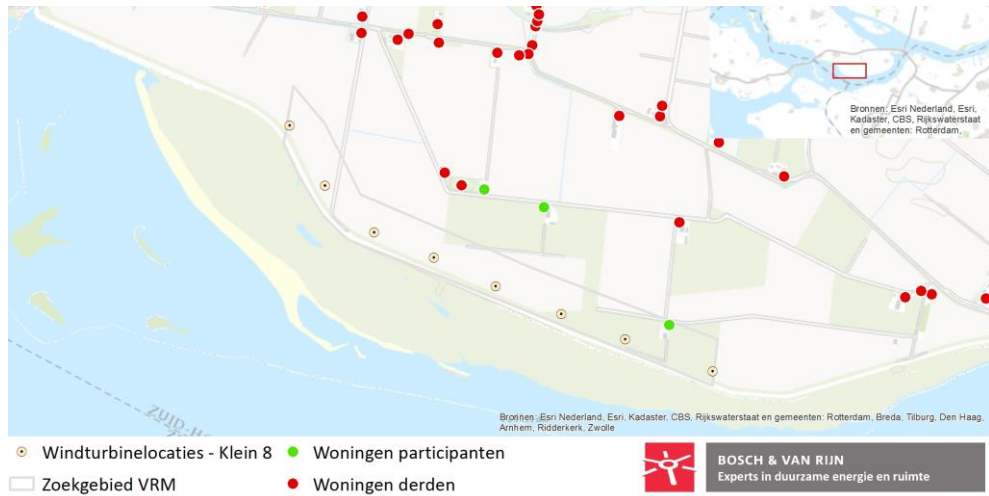 Bronnen: Esri Nederland, Esri,
Kadaster, CBS, Rijkswaterstaat
en gemeenten: Rotterdam,
ZUID-H
Bronnen: Esri Nederland, Esri, Kadaster, CBS, Rijkswaterstaat en gemeenten: Rotterdam, Breda, Tilburg, Den Haag,
Arnhem, Ridderkerk, Zwolle
Windturbinelocaties - Klein 8
Woningen participanten
Zoekgebied VRM
Woningen derden
BOSCH & VAN RIJN
Experts in duurzame energie en ruimte